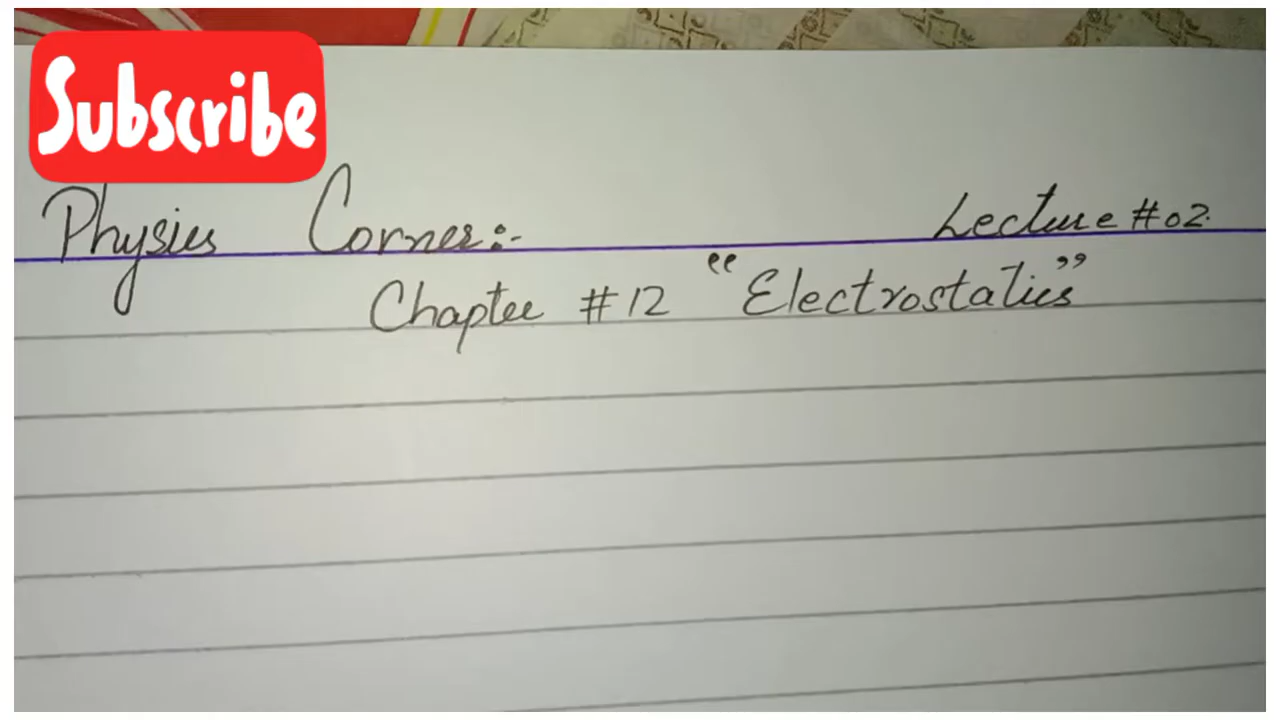 Subscribe
Physics Corner:- Lecture #02.
Chapter #12 "Electrostatics"